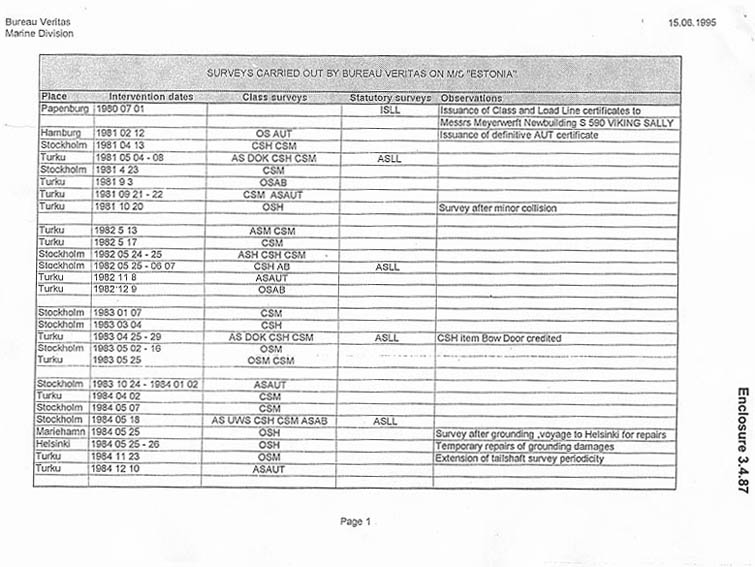 Bureau Veritas
Marine Division
15.06.1995
SURVEYS CARRIED OUT BY BUREAU VERITAS ON M/S "ESTONIA"
Place Intervention dates Class surveys Statutory surveys Observations
Papenburg 1980 07 01 ISLL Issuance of Class and Load Line certificates to
Messrs Meyerwerft Newbuilding S 590 VIKING SALLY
Hamburg 1981 02 12 OS AUT Issuance of definitive AUT certificate
Stockholm 1981 04 13 CSH CSM
Turku 1981 05 04 - 08 AS DOK CSH CSM ASLL
Stockholm 1981 4 23 CSM
Turku 1981 9 3 OSAB
Turku 1981 09 21 - 22 CSM ASAUT
Turku 1981 10 20 OSH Survey after minor collision
Turku 1982 5 13 ASM CSM
Turku 1982 5 17 CSM
Stockholm 1982 05 24 - 25 ASH CSH CSM
Stockholm 1982 05 25 - 06 07 CSH AB ASLL
Turku 1982 11 8 ASAUT
Turku 1982 12 9 OSAB
Stockholm 1983 01 07 CSM
Stockholm 1983 03 04 CSH
Turku 1983 04 25 - 29 AS DOK CSH CSM ASLL CSH item Bow Door credited
Stockholm 1983 05 02 - 16 OSM
Turku 1983 05 25 OSM CSM
Stockholm 1983 10 24 - 1984 01 02 ASAUT
Turku 1984 04 02 CSM
Stockholm 1984 05 07 CSM
Stockholm 1984 05 18 AS UWS CSH CSM ASAB ASLL
Mariehamn 1984 05 25 OSH Survey after grounding ,voyage to Helsinki for repairs
Helsinki 1984 05 25 - 26 OSH Temporary repairs of grounding damages
Turku 1984 11 23 OSM Extension of tailshaft survey periodicity
Turku 1984 12 10 ASAUT
Enclosure 3.4.87
Page 1